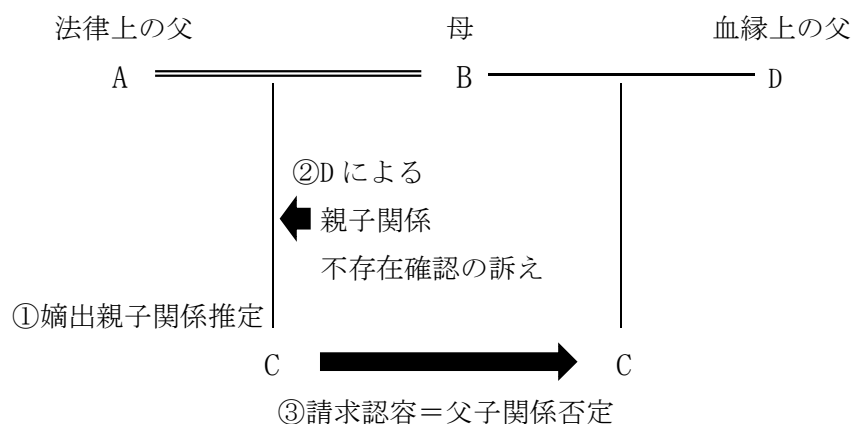 法律上の父 母 血縁上の父
A B D
②Dによる
親子関係
不存在確認の訴え
①嫡出親子関係推定
C C
③請求認容＝父子関係否定